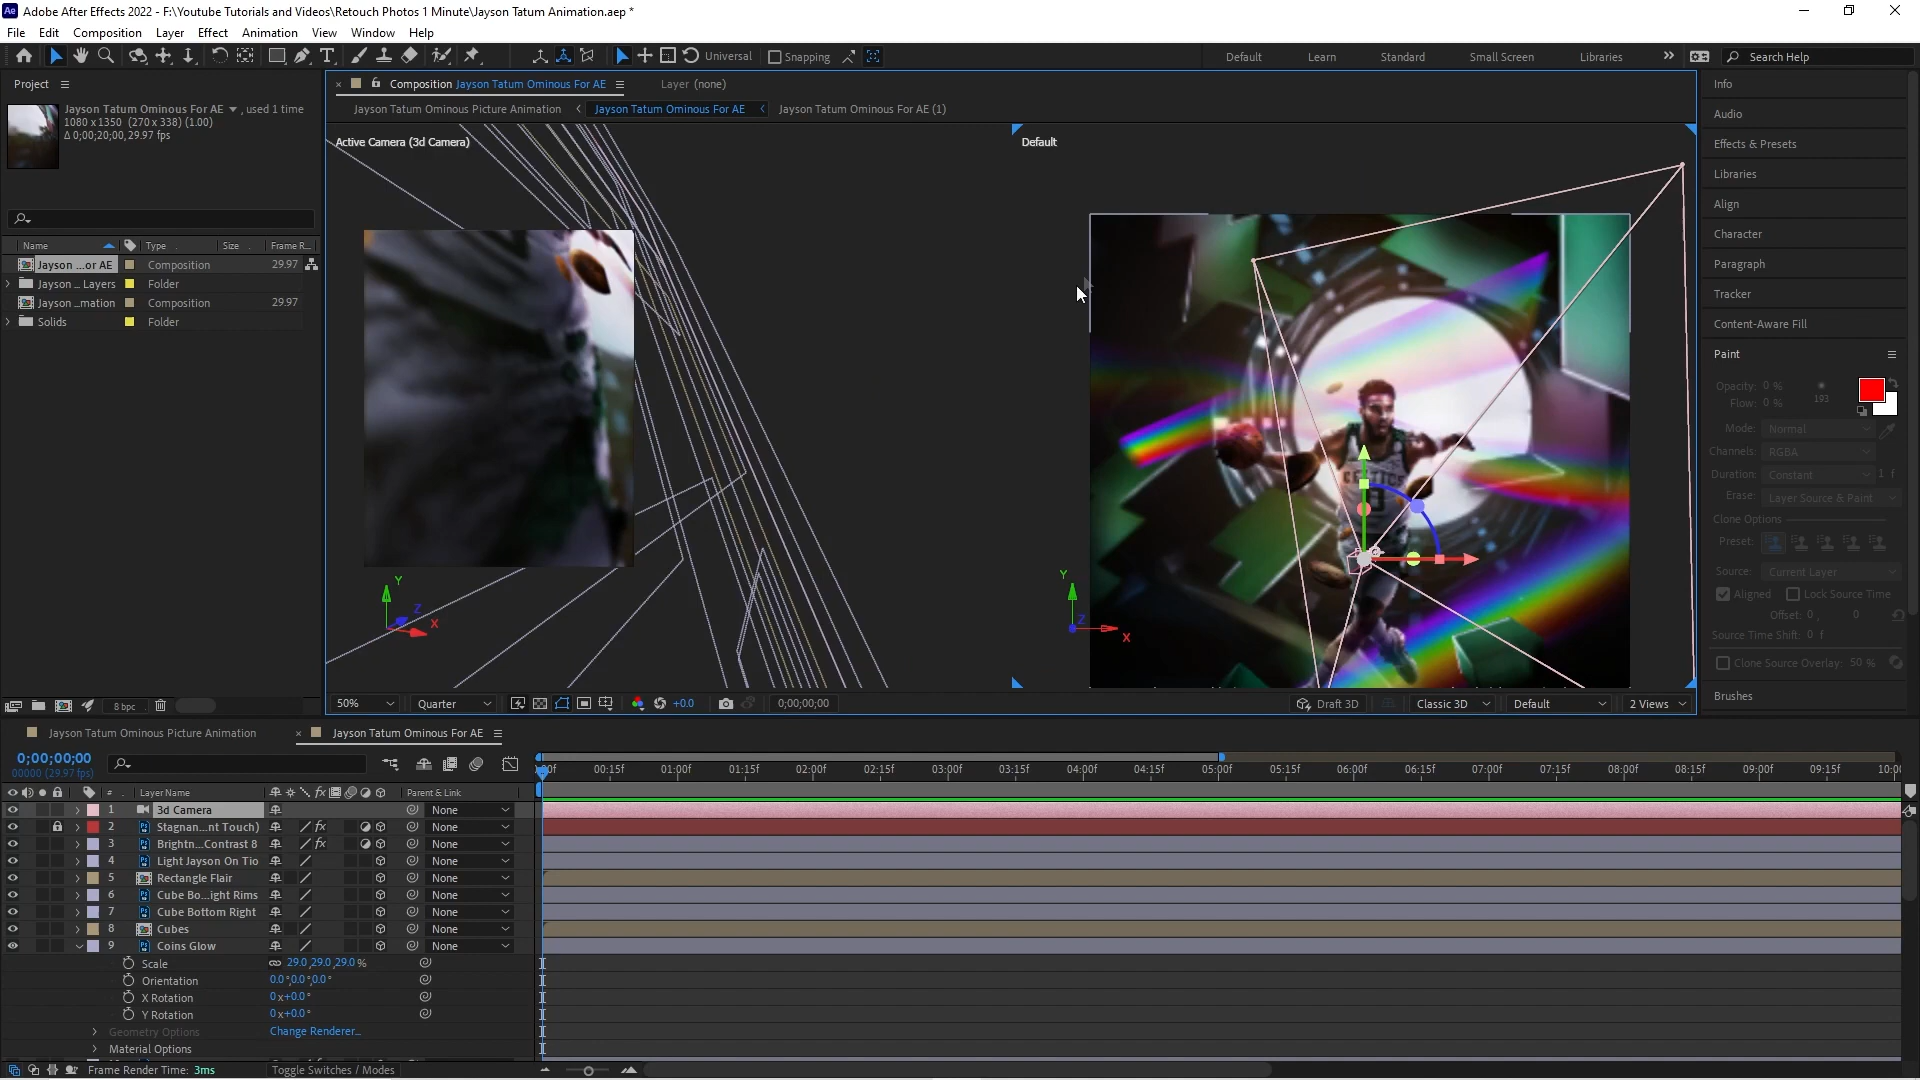 Adobe After Effects 2022 - F:\Youtube Tutorials and Videos\Retouch Photos 1 Minute\Jayson Tatum Animation.aep *
File Edit Composition Layer Effect Animation View Window Help
Universal Snapping Default Learn Standard Small Screen Libraries Search Help
Project
Jayson Tatum Ominous For AE , used 1 time
1080 x 1350 (270 x 338) (1.00)
Δ 0;00;20;00, 29.97 fps
Name Type Size Frame R...
Jayson ...or AE Composition 29.97
Jayson _ Layers Folder
Jayson _mation Composition 29.97
Solids Folder
8 bpc
Composition Jayson Tatum Ominous For AE Layer (none)
Jayson Tatum Ominous Picture Animation Jayson Tatum Ominous For AE Jayson Tatum Ominous For AE (1)
Active Camera (3d Camera)
Default
Y
Z
X
Y
Z
X
CELTICS
0
50% Quarter +0.0 0;00;00;00 Draft 3D Classic 3D Default 2 Views
Info
Audio
Effects & Presets
Libraries
Align
Character
Paragraph
Tracker
Content-Aware Fill
Paint
Opacity: 0 %
Flow: 0 % 193
Mode: Normal
Channels: RGBA
Duration: Constant 1 f
Erase: Layer Source & Paint
Clone Options
Preset:
Source: Current Layer
Aligned Lock Source Time
Offset: 0 , 0
Source Time Shift: 0 f
Clone Source Overlay: 50 %
Brushes
Jayson Tatum Ominous Picture Animation Jayson Tatum Ominous For AE
0;00;00;00
00000 (29.97 fps)
00f 00:15f 01:00f 01:15f 02:00f 02:15f 03:00f 03:15f 04:00f 04:15f 05:00f 05:15f 06:00f 06:15f 07:00f 07:15f 08:00f 08:15f 09:00f 09:15f 10:0
# Layer Name fx Parent & Link
1 3d Camera None
2 Stagnan...nt Touch) fx None
3 Brightn...Contrast 8 fx None
4 Light Jayson On Tio None
5 Rectangle Flair None
6 Cube Bo...ight Rims None
7 Cube Bottom Right None
8 Cubes None
9 Coins Glow None
Scale 29.0,29.0,29.0 %
Orientation 0.0°,0.0°,0.0°
X Rotation 0 x+0.0°
Y Rotation 0 x+0.0°
Geometry Options Change Renderer...
Material Options
Frame Render Time: 3ms Toggle Switches / Modes